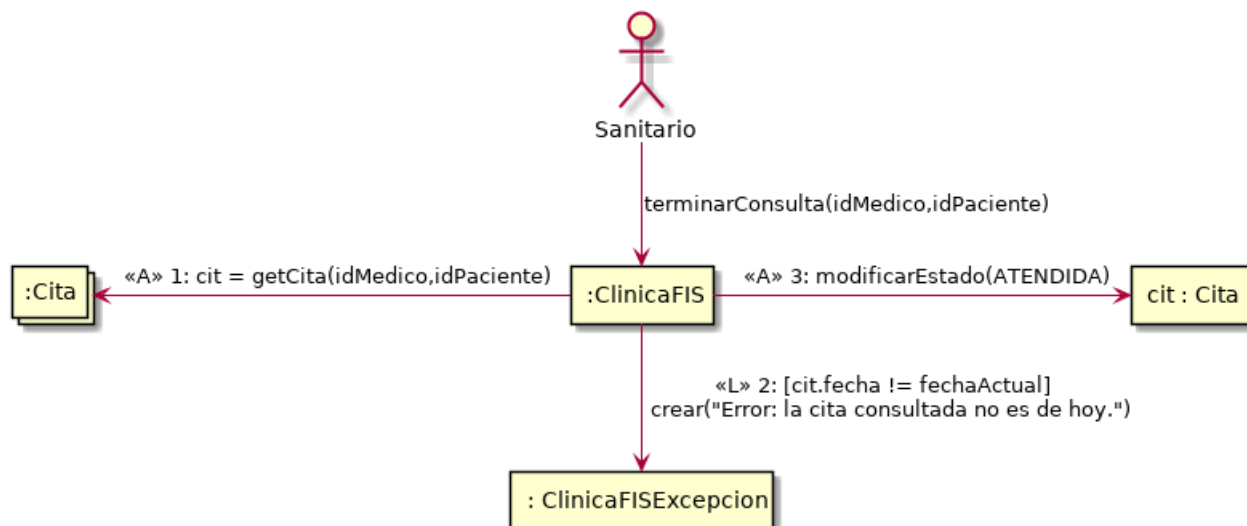 Sanitario
terminarConsulta(idMedico,idPaciente)
:Cita
«A» 1: cit = getCita(idMedico,idPaciente)
:ClinicaFIS
«A» 3: modificarEstado(ATENDIDA)
cit : Cita
«L» 2: [cit.fecha != fechaActual]
crear("Error: la cita consultada no es de hoy.")
: ClinicaFISExcepcion